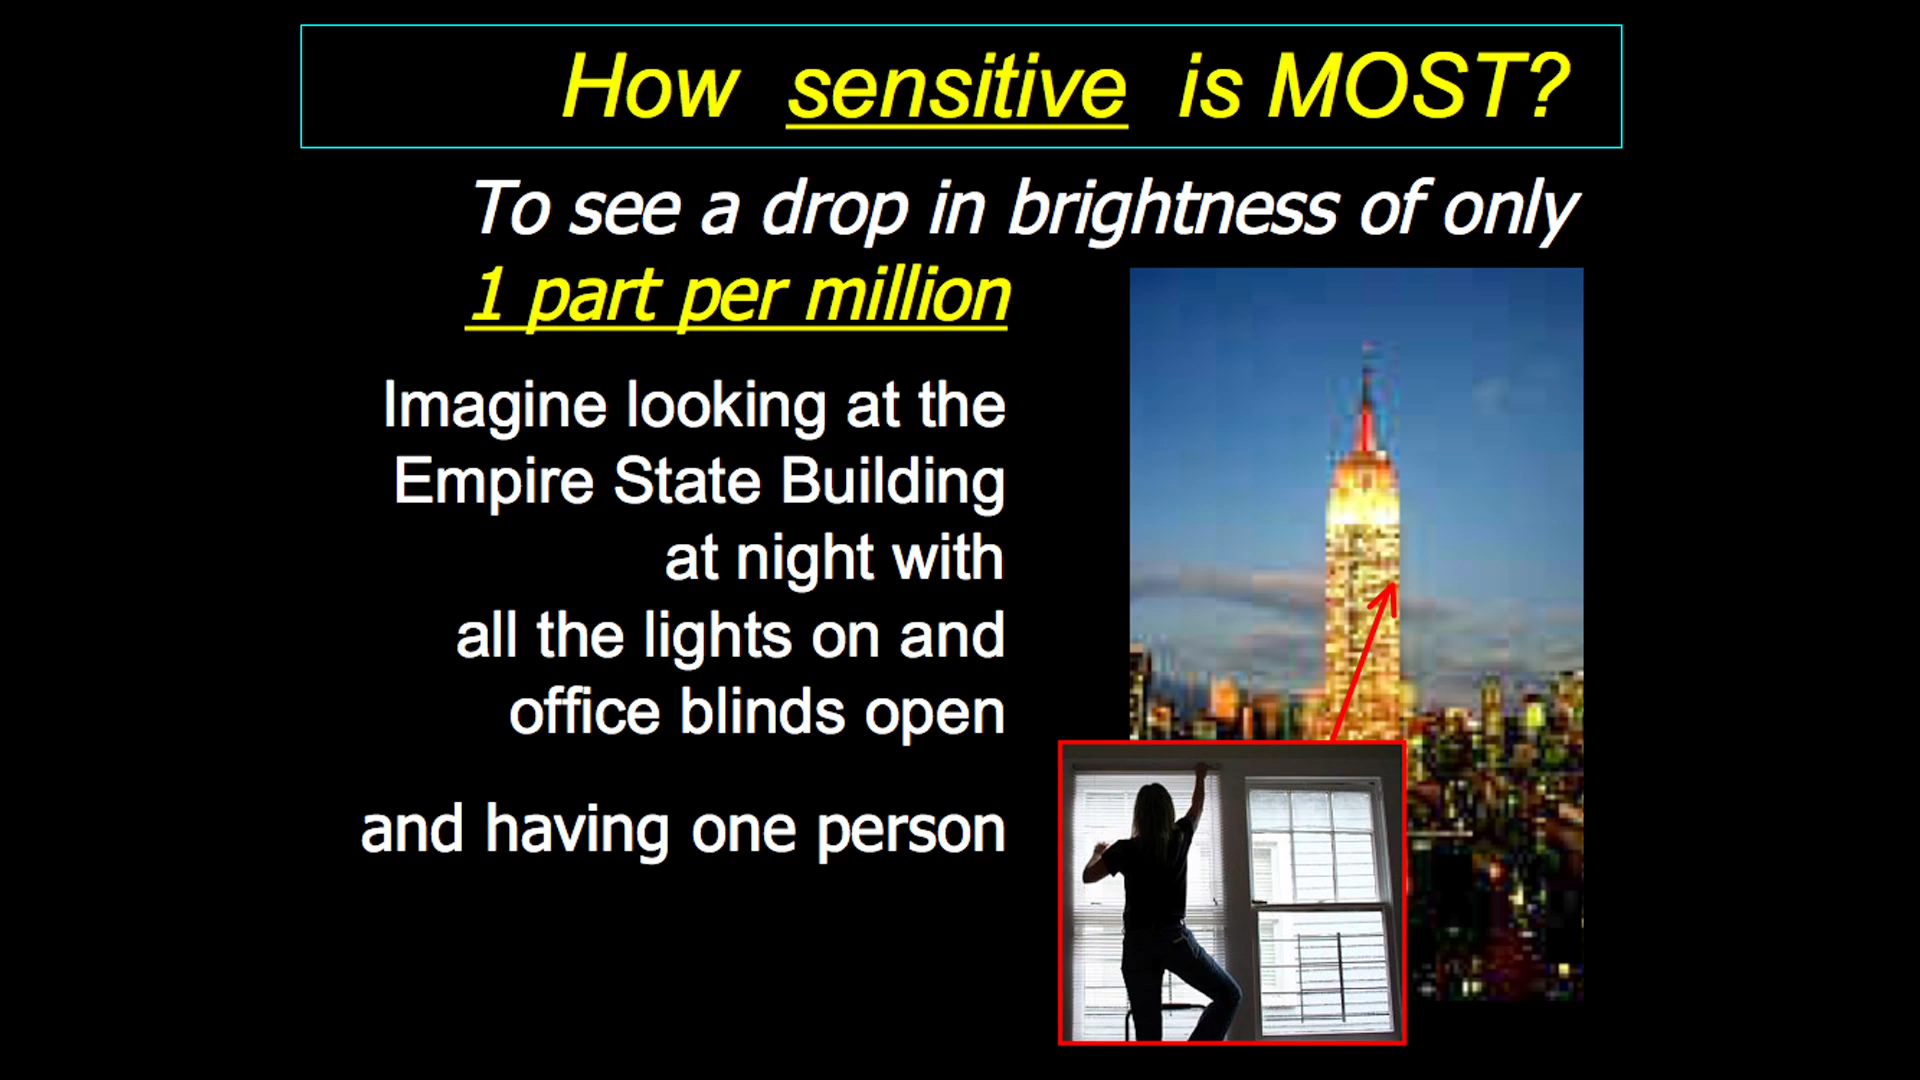 How sensitive is MOST?
To see a drop in brightness of only
1 part per million
Imagine looking at the
Empire State Building
at night with
all the lights on and
office blinds open
and having one person